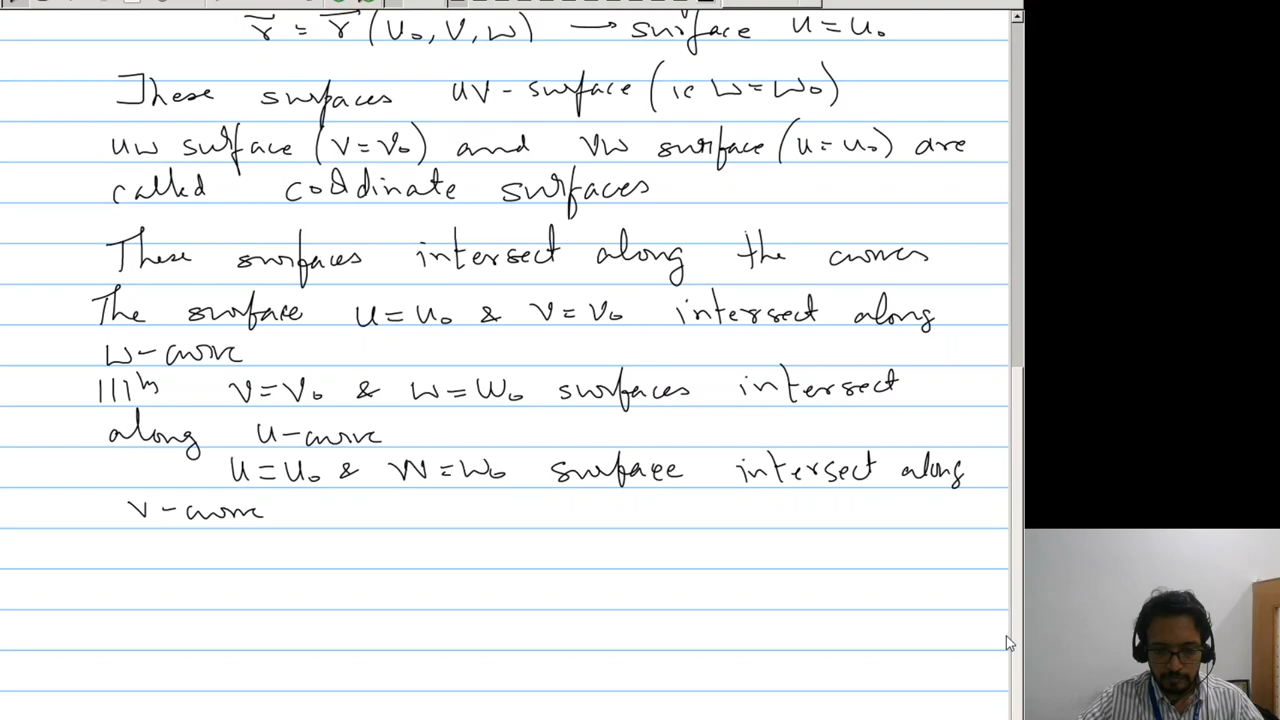 r⃗ = r⃗ (u₀, v, w) → surface u = u₀
These surfaces uv - surface (ie w = w₀)
uw surface (v = v₀) and vw surface (u = u₀) are
called coordinate surfaces
These surfaces intersect along the curves
The surface u = u₀ & v = v₀ intersect along
w - curve
|||ly v = v₀ & w = w₀ surfaces intersect
along u - curve
u = u₀ & w = w₀ surface intersect along
v - curve